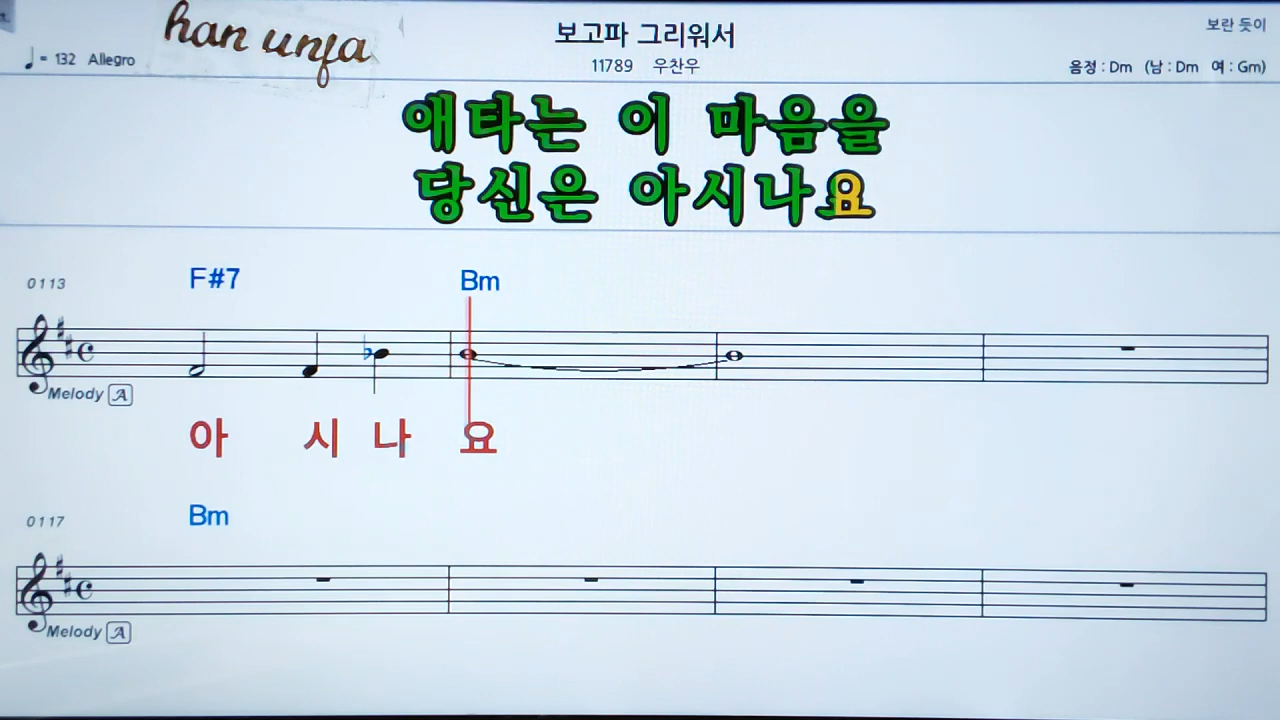 han unja
보고파 그리워서
보란 듯이
♩= 132 Allegro
11789 우찬우
음정 : Dm (남 : Dm 여 : Gm)
애타는 이 마음을
당신은 아시나요
0113
F#7 Bm
Melody A
아 시 나 요
0117
Bm
Melody A